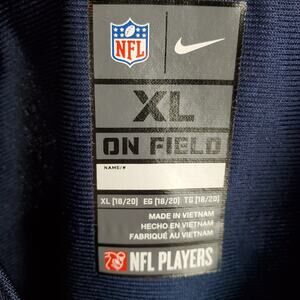 NFL
XL
ON FIELD
NAME/#
XL [18/20] EG [18/20] TG [18/20]
MADE IN VIETNAM
HECHO EN VIETNAM
FABRIQUÉ AU VIETNAM
NFL PLAYERS